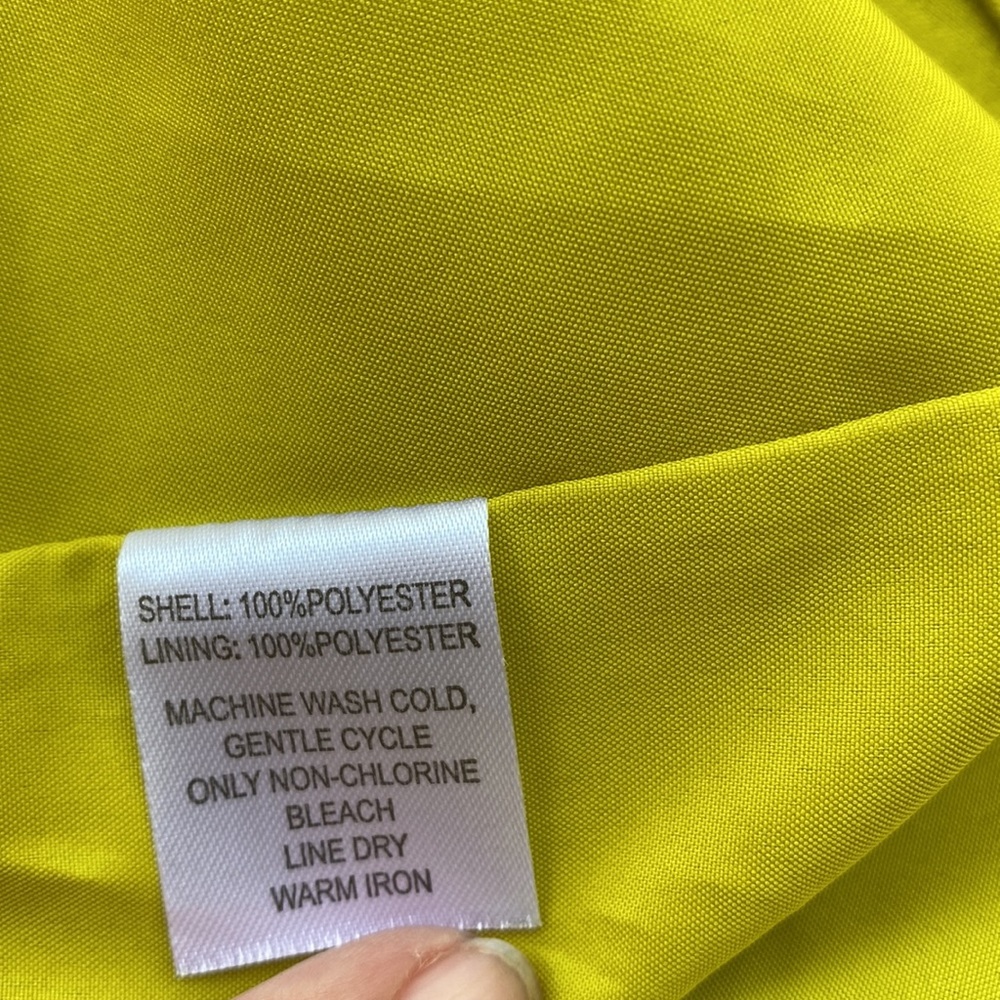 SHELL: 100%POLYESTER
LINING: 100%POLYESTER
MACHINE WASH COLD,
GENTLE CYCLE
ONLY NON-CHLORINE
BLEACH
LINE DRY
WARM IRON